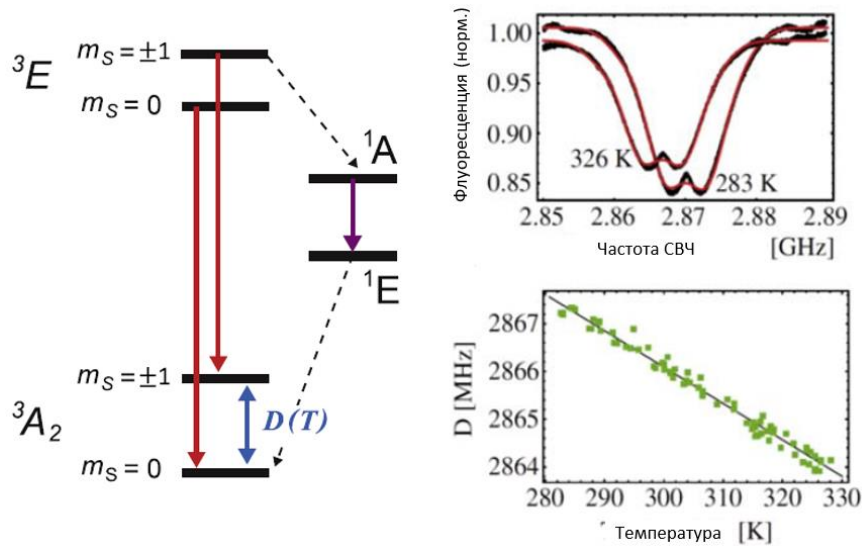 ³E
m_S = ±1
m_S = 0
¹A
¹E
³A₂
m_S = ±1
m_S = 0
D(T)
Флуоресценция (норм.)
1.00
0.95
0.90
0.85
326 K
283 K
2.85 2.86 2.87 2.88 2.89
Частота СВЧ [GHz]
D [MHz]
2867
2866
2865
2864
280 290 300 310 320 330
Температура [K]